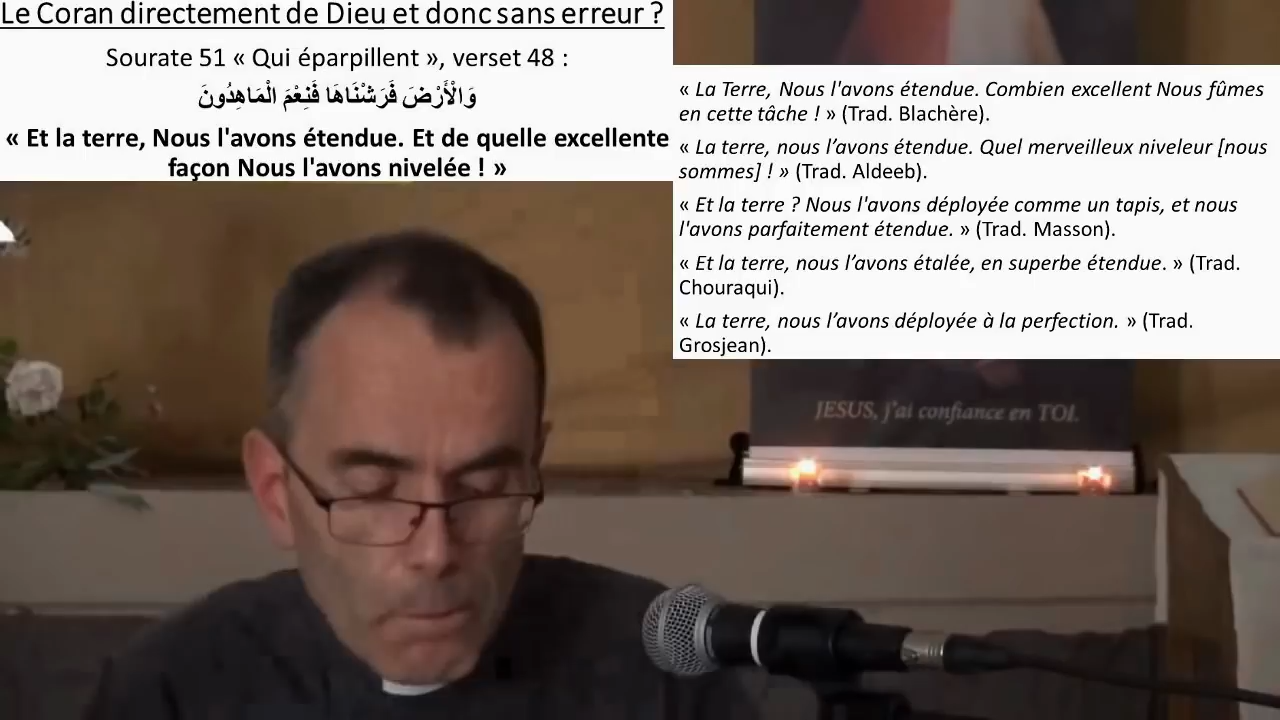 Le Coran directement de Dieu et donc sans erreur ?
Sourate 51 « Qui éparpillent », verset 48 :
وَالْأَرْضَ فَرَشْنَاهَا فَنِعْمَ الْمَاهِدُونَ
« Et la terre, Nous l'avons étendue. Et de quelle excellente
façon Nous l'avons nivelée ! »
« La Terre, Nous l'avons étendue. Combien excellent Nous fûmes
en cette tâche ! » (Trad. Blachère).
« La terre, nous l’avons étendue. Quel merveilleux niveleur [nous
sommes] ! » (Trad. Aldeeb).
« Et la terre ? Nous l'avons déployée comme un tapis, et nous
l'avons parfaitement étendue. » (Trad. Masson).
« Et la terre, nous l’avons étalée, en superbe étendue. » (Trad.
Chouraqui).
« La terre, nous l’avons déployée à la perfection. » (Trad.
Grosjean).
JESUS, j'ai confiance en TOI.